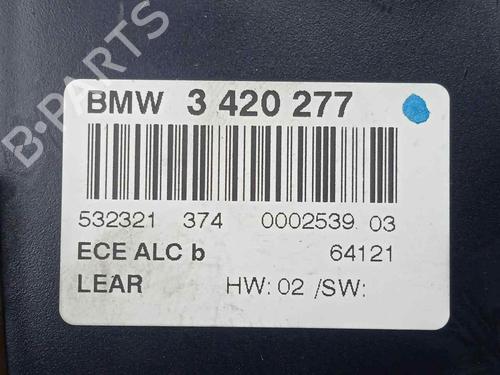 BMW 3 420 277
532321 374 0002539 03
ECE ALC b 64121
LEAR HW: 02 /SW:
B-PARTS